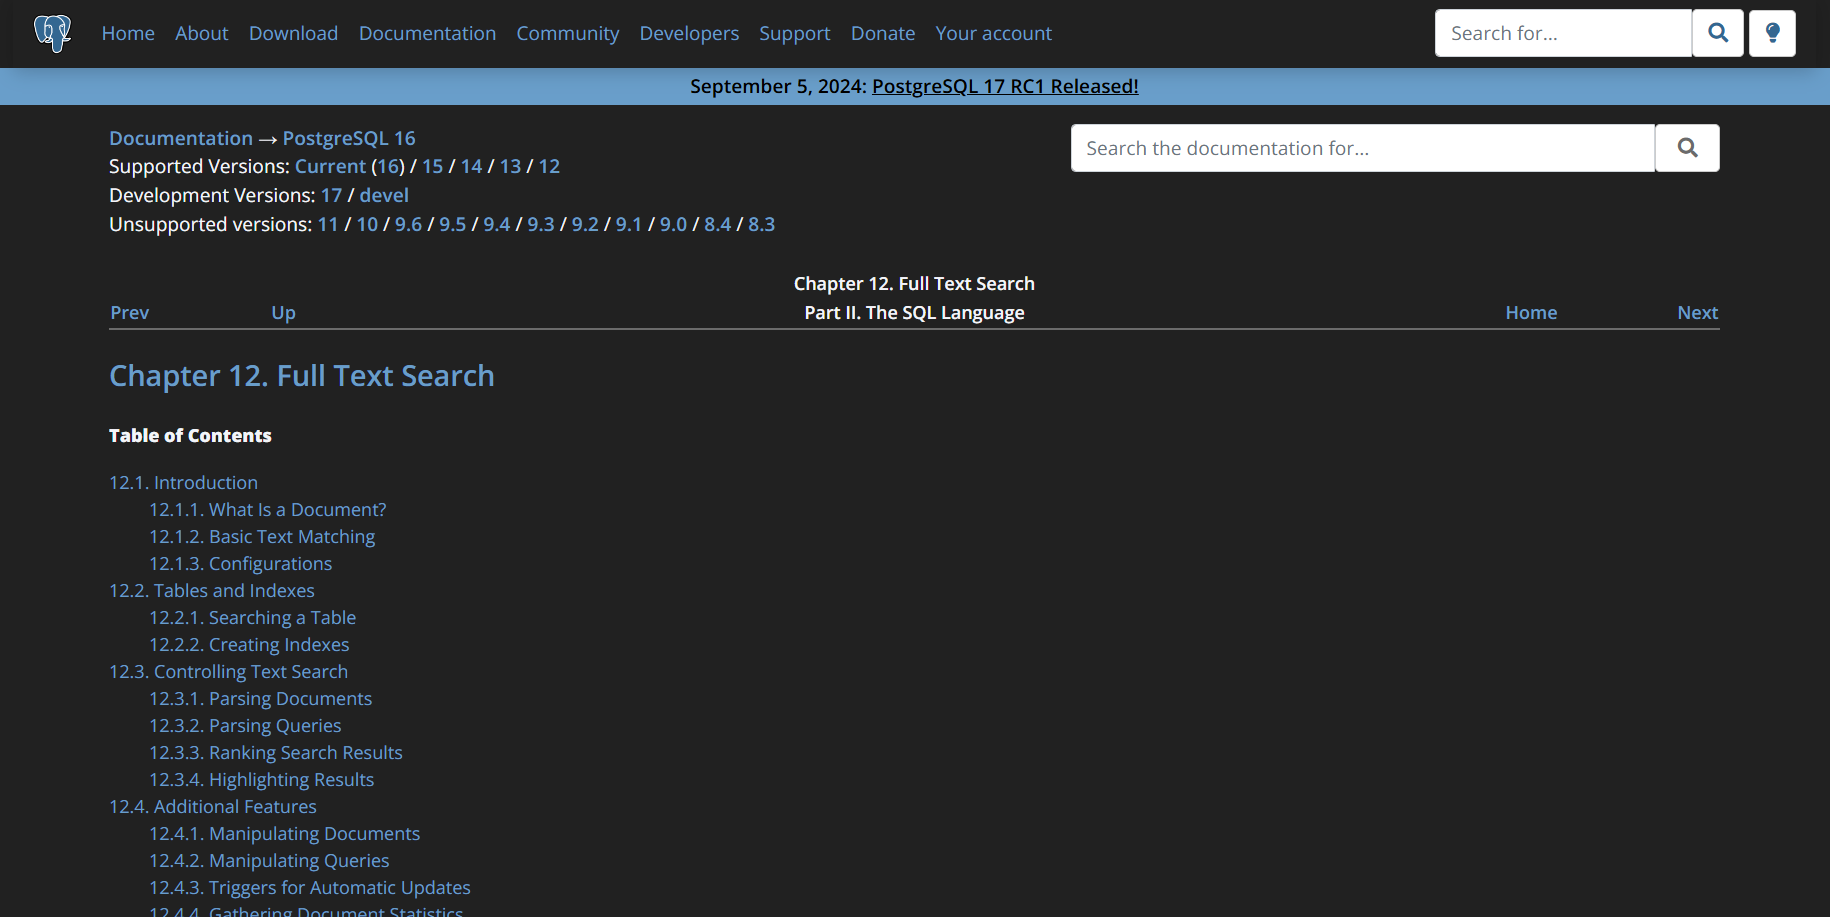 Home About Download Documentation Community Developers Support Donate Your account Search for...
September 5, 2024: PostgreSQL 17 RC1 Released!
Documentation → PostgreSQL 16
Supported Versions: Current (16) / 15 / 14 / 13 / 12
Development Versions: 17 / devel
Unsupported versions: 11 / 10 / 9.6 / 9.5 / 9.4 / 9.3 / 9.2 / 9.1 / 9.0 / 8.4 / 8.3
Search the documentation for...
Chapter 12. Full Text Search
Prev Up Part II. The SQL Language Home Next
Chapter 12. Full Text Search
Table of Contents
12.1. Introduction
12.1.1. What Is a Document?
12.1.2. Basic Text Matching
12.1.3. Configurations
12.2. Tables and Indexes
12.2.1. Searching a Table
12.2.2. Creating Indexes
12.3. Controlling Text Search
12.3.1. Parsing Documents
12.3.2. Parsing Queries
12.3.3. Ranking Search Results
12.3.4. Highlighting Results
12.4. Additional Features
12.4.1. Manipulating Documents
12.4.2. Manipulating Queries
12.4.3. Triggers for Automatic Updates
12.4.4. Gathering Document Statistics